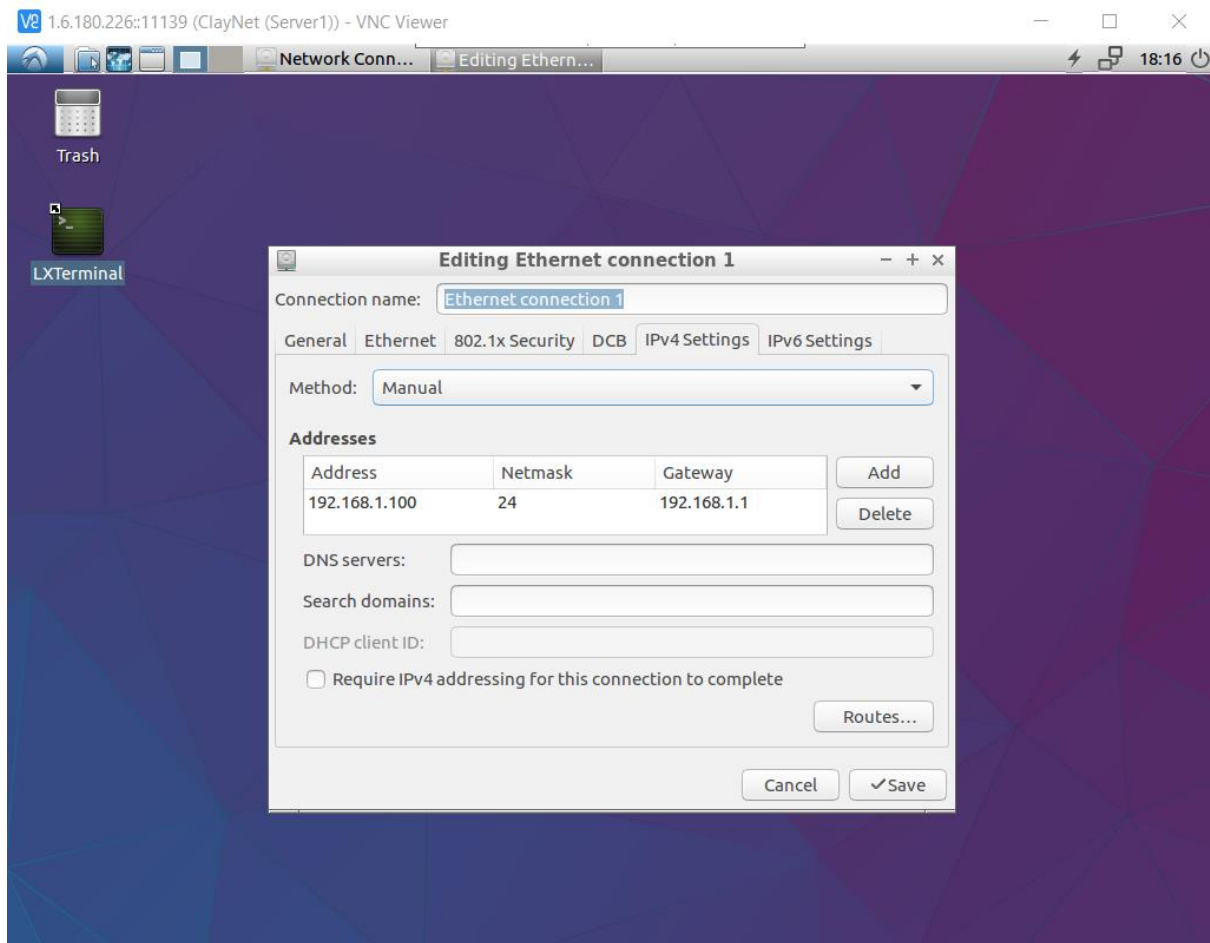 1.6.180.226::11139 (ClayNet (Server1)) - VNC Viewer
Network Conn... Editing Ethern... 18:16
Trash
LXTerminal
Editing Ethernet connection 1
Connection name: Ethernet connection 1
General Ethernet 802.1x Security DCB IPv4 Settings IPv6 Settings
Method: Manual
Addresses
Address Netmask Gateway Add
192.168.1.100 24 192.168.1.1
Delete
DNS servers:
Search domains:
DHCP client ID:
Require IPv4 addressing for this connection to complete
Routes...
Cancel Save